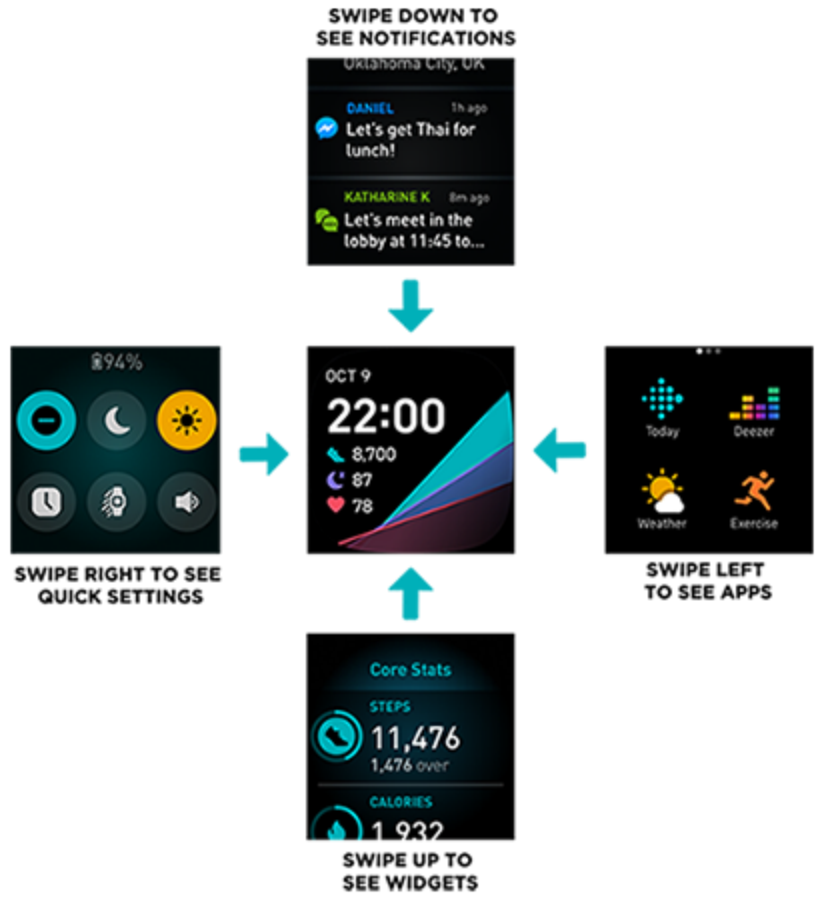 SWIPE DOWN TO
SEE NOTIFICATIONS
Oklahoma City, OK
DANIEL 1h ago
Let's get Thai for
lunch!
KATHARINE K 8m ago
Let's meet in the
lobby at 11:45 to...
94%
SWIPE RIGHT TO SEE
QUICK SETTINGS
OCT 9
22:00
8,700
87
78
Today Deezer
Weather Exercise
SWIPE LEFT
TO SEE APPS
Core Stats
STEPS
11,476
1,476 over
CALORIES
1,932
SWIPE UP TO
SEE WIDGETS